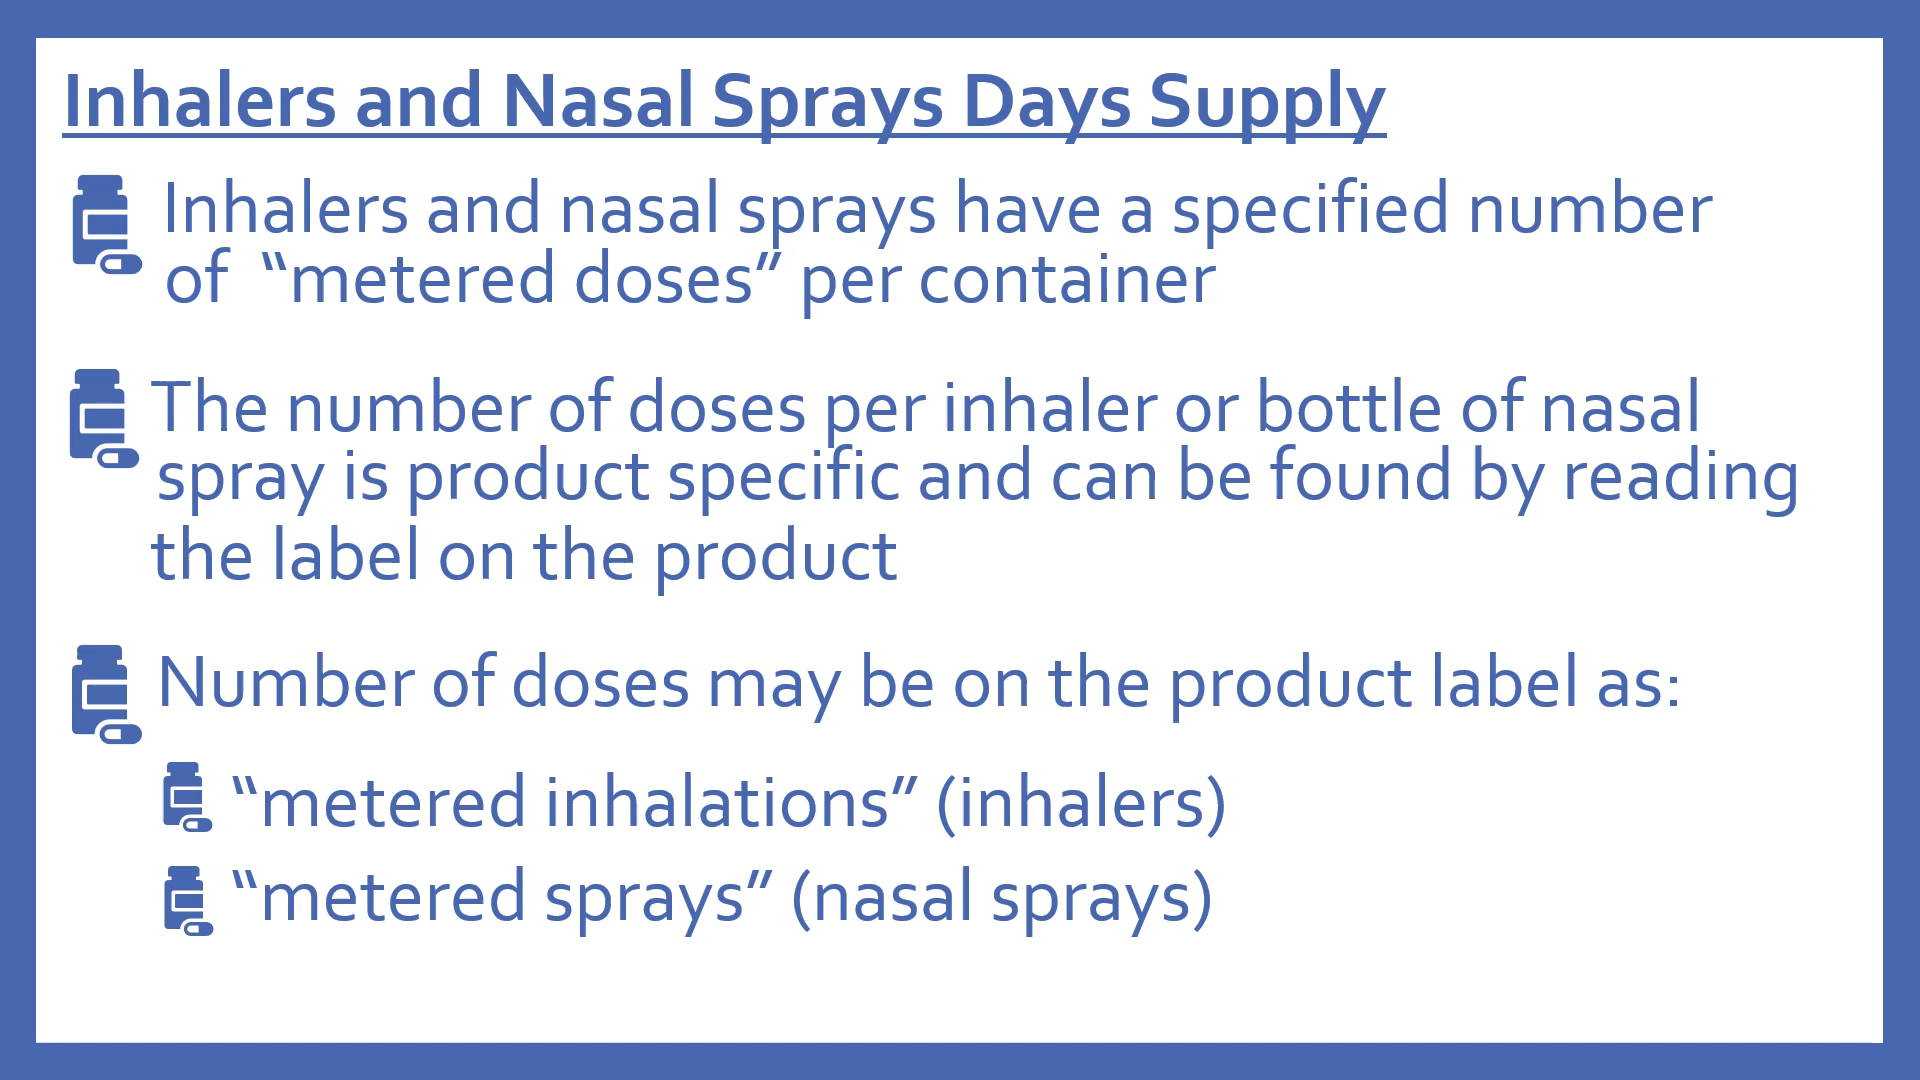 Inhalers and Nasal Sprays Days Supply
Inhalers and nasal sprays have a specified number
of “metered doses” per container
The number of doses per inhaler or bottle of nasal
spray is product specific and can be found by reading
the label on the product
Number of doses may be on the product label as:
“metered inhalations” (inhalers)
“metered sprays” (nasal sprays)